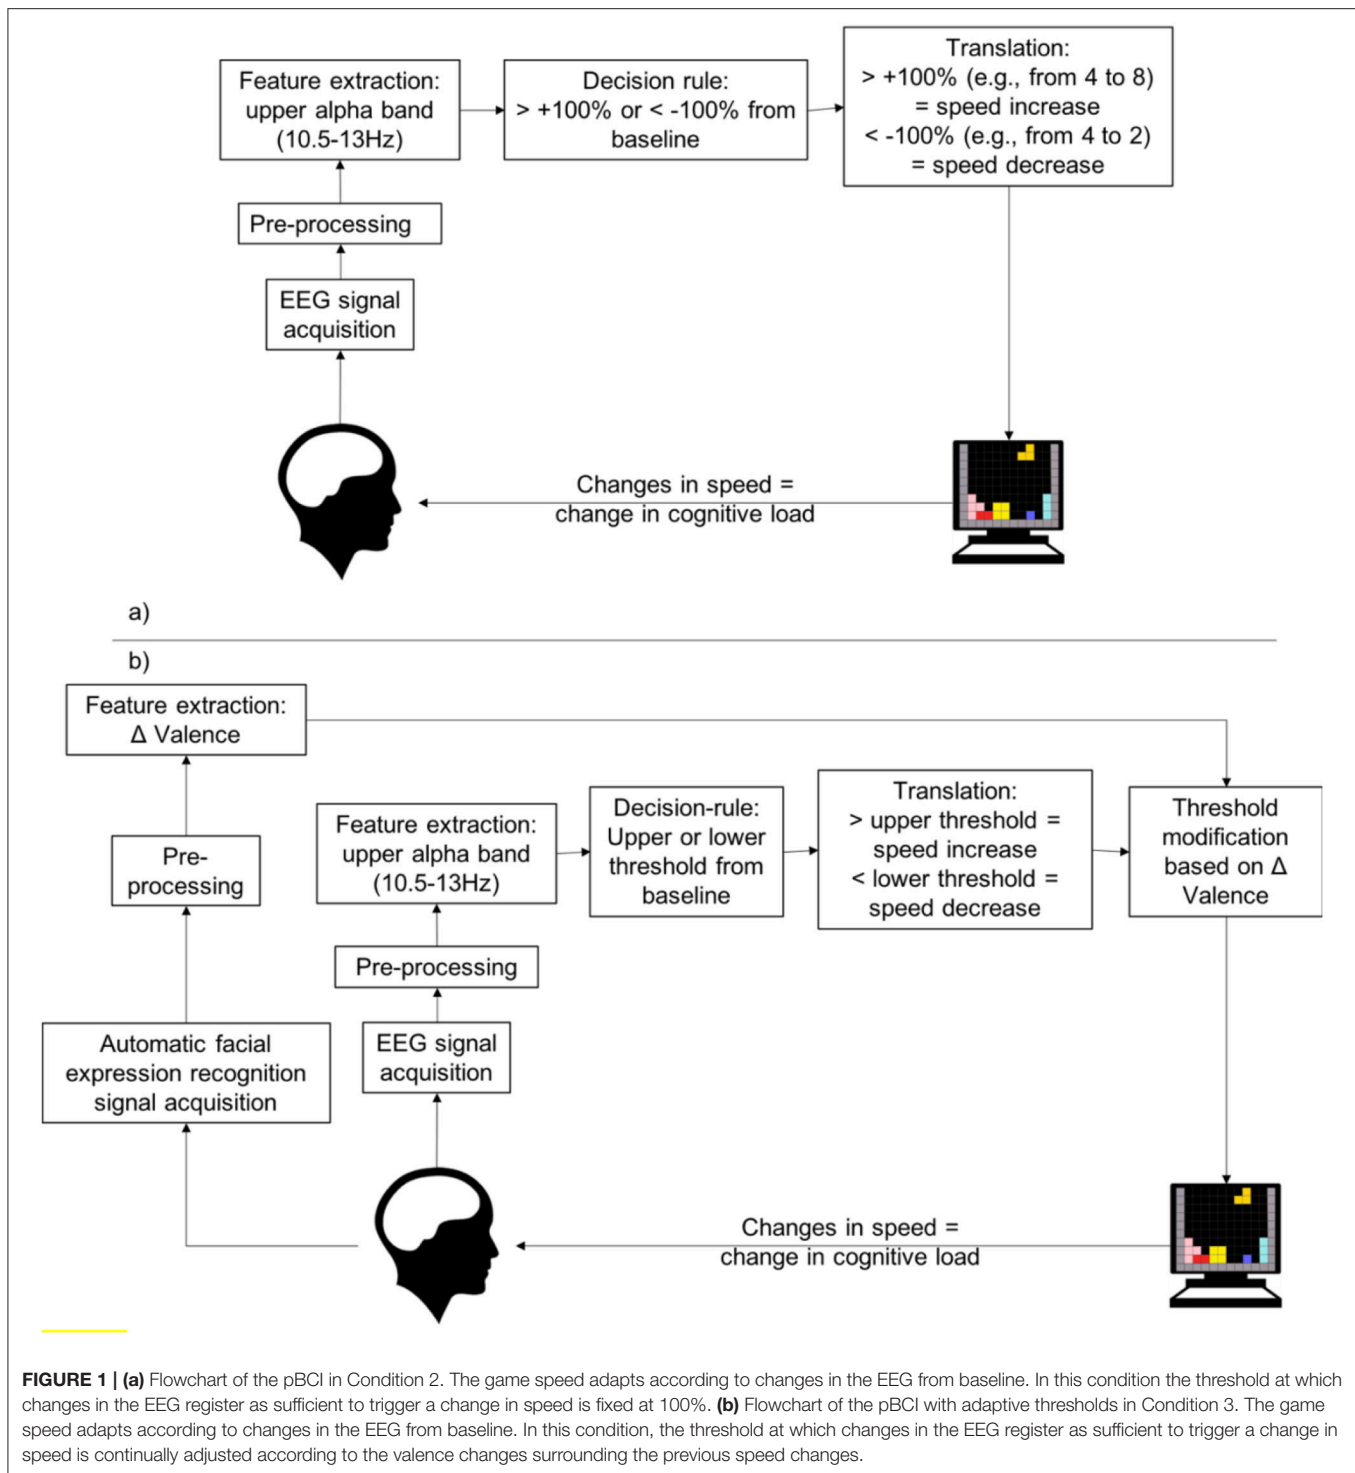 Feature extraction:
upper alpha band
(10.5-13Hz)
Decision rule:
> +100% or < -100% from
baseline
Translation:
> +100% (e.g., from 4 to 8)
= speed increase
< -100% (e.g., from 4 to 2)
= speed decrease
Pre-processing
EEG signal
acquisition
Changes in speed =
change in cognitive load
a)
b)
Feature extraction:
Δ Valence
Pre-
processing
Automatic facial
expression recognition
signal acquisition
Feature extraction:
upper alpha band
(10.5-13Hz)
Pre-processing
EEG signal
acquisition
Decision-rule:
Upper or lower
threshold from
baseline
Translation:
> upper threshold =
speed increase
< lower threshold =
speed decrease
Threshold
modification
based on Δ
Valence
Changes in speed =
change in cognitive load
FIGURE 1 | (a) Flowchart of the pBCI in Condition 2. The game speed adapts according to changes in the EEG from baseline. In this condition the threshold at which
changes in the EEG register as sufficient to trigger a change in speed is fixed at 100%. (b) Flowchart of the pBCI with adaptive thresholds in Condition 3. The game
speed adapts according to changes in the EEG from baseline. In this condition, the threshold at which changes in the EEG register as sufficient to trigger a change in
speed is continually adjusted according to the valence changes surrounding the previous speed changes.